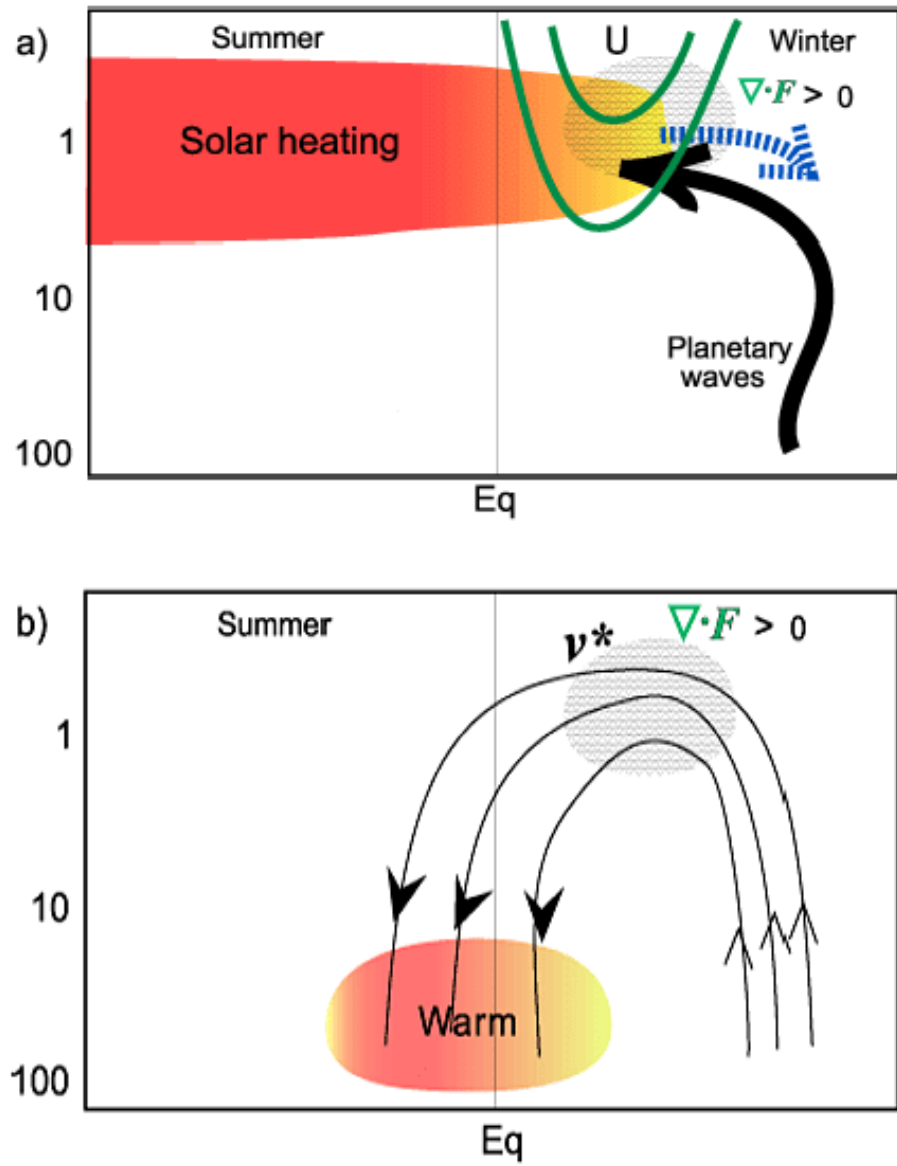 a)
Summer
U
Winter
∇·F > 0
Solar heating
1
10
Planetary
waves
100
Eq
b)
Summer
v*
∇·F > 0
1
10
Warm
100
Eq